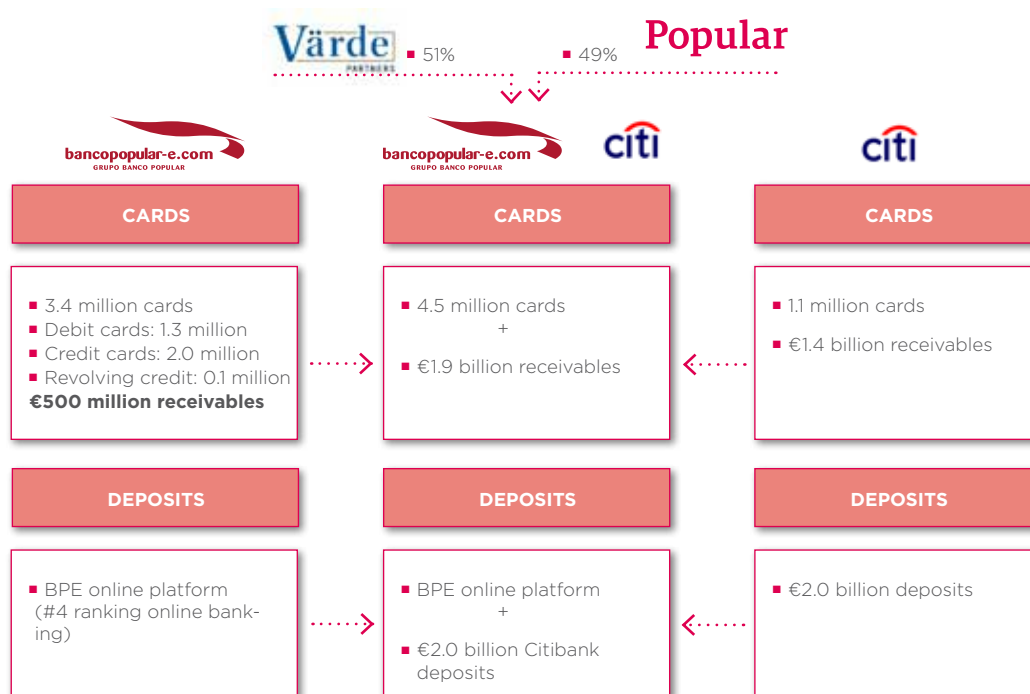 Värde
PARTNERS
▪ 51%
▪ 49%
Popular
bancopopular-e.com
GRUPO BANCO POPULAR
bancopopular-e.com
GRUPO BANCO POPULAR
citi
citi
CARDS
CARDS
CARDS
▪ 3.4 million cards
▪ Debit cards: 1.3 million
▪ Credit cards: 2.0 million
▪ Revolving credit: 0.1 million
€500 million receivables
▪ 4.5 million cards
+
▪ €1.9 billion receivables
▪ 1.1 million cards
▪ €1.4 billion receivables
DEPOSITS
DEPOSITS
DEPOSITS
▪ BPE online platform
(#4 ranking online bank-
ing)
▪ BPE online platform
+
▪ €2.0 billion Citibank
deposits
▪ €2.0 billion deposits